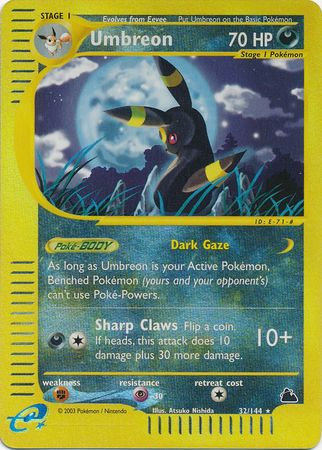 STAGE 1
Evolves from Eevee
Put Umbreon on the Basic Pokémon
Umbreon
70 HP
Stage 1 Pokémon
ID: E-71-#
Poké-BODY
Dark Gaze
As long as Umbreon is your Active Pokémon,
Benched Pokémon (yours and your opponent's)
can't use Poké-Powers.
Sharp Claws Flip a coin.
If heads, this attack does 10
damage plus 30 more damage.
10+
weakness
resistance
retreat cost
-30
© 2003 Pokémon / Nintendo
Illus. Atsuko Nishida
32/144 ★
e